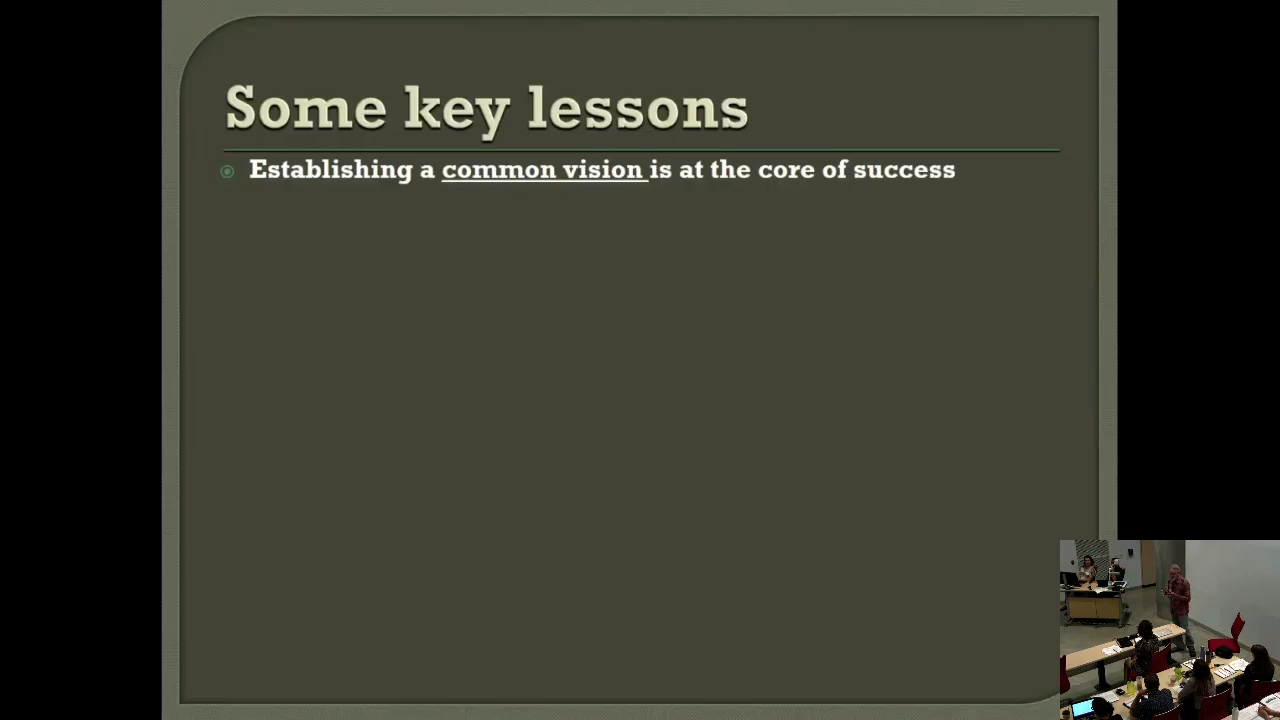 Some key lessons
Establishing a common vision is at the core of success